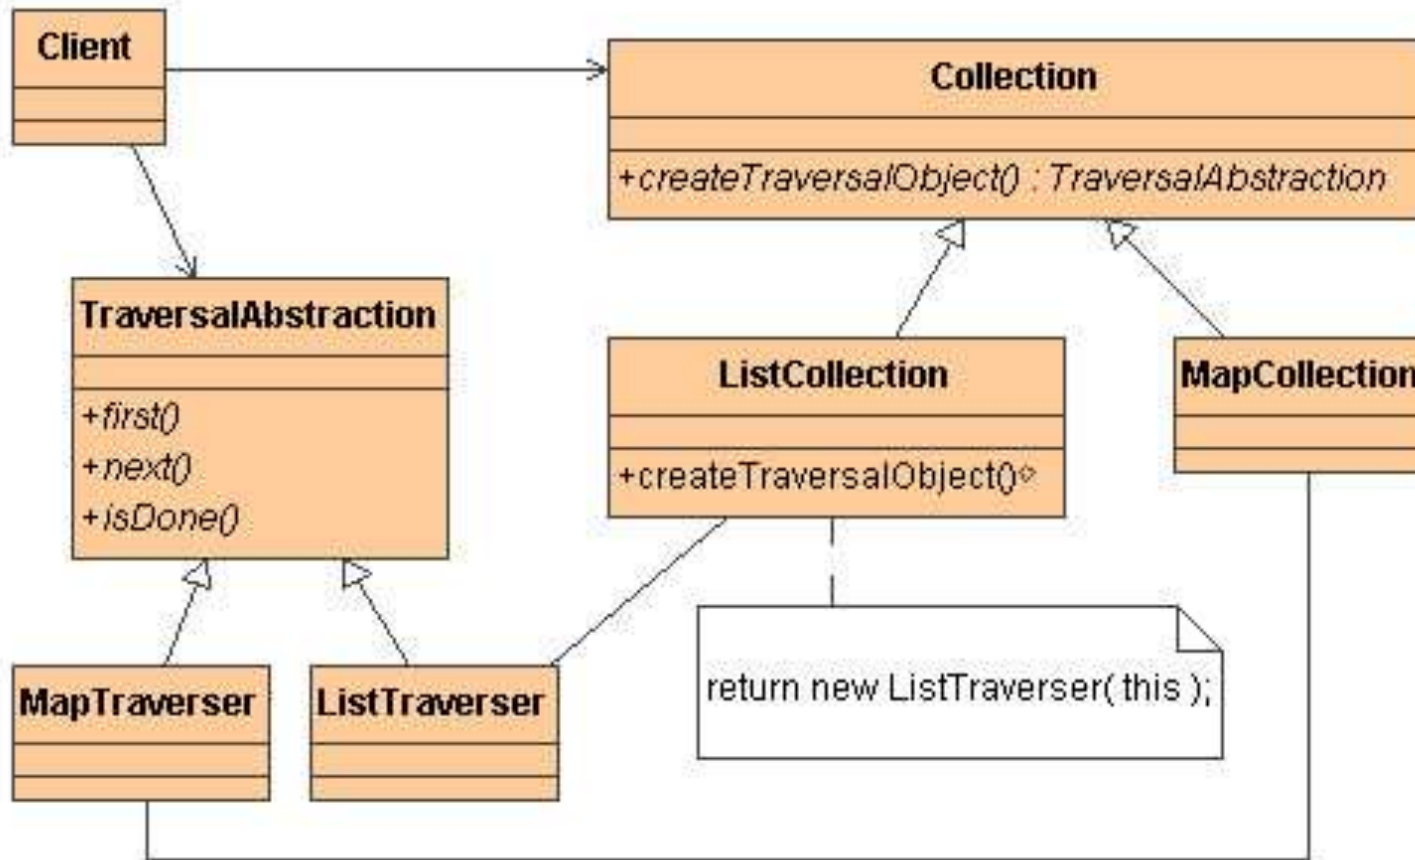 Client
Collection
+createTraversalObject() : TraversalAbstraction
TraversalAbstraction
+first()
+next()
+isDone()
ListCollection
+createTraversalObject()
MapCollection
MapTraverser
ListTraverser
return new ListTraverser( this );